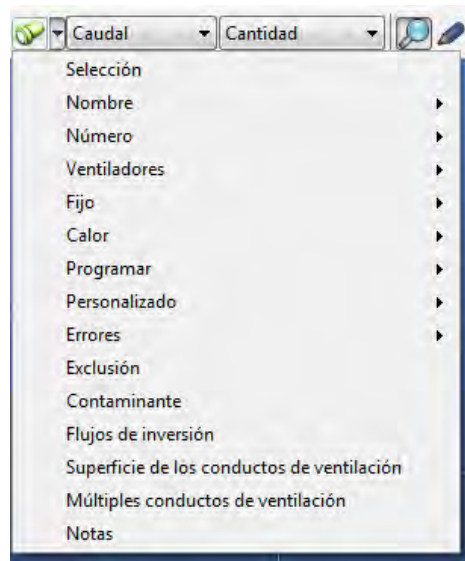 Caudal Cantidad
Selección
Nombre
Número
Ventiladores
Fijo
Calor
Programar
Personalizado
Errores
Exclusión
Contaminante
Flujos de inversión
Superficie de los conductos de ventilación
Múltiples conductos de ventilación
Notas